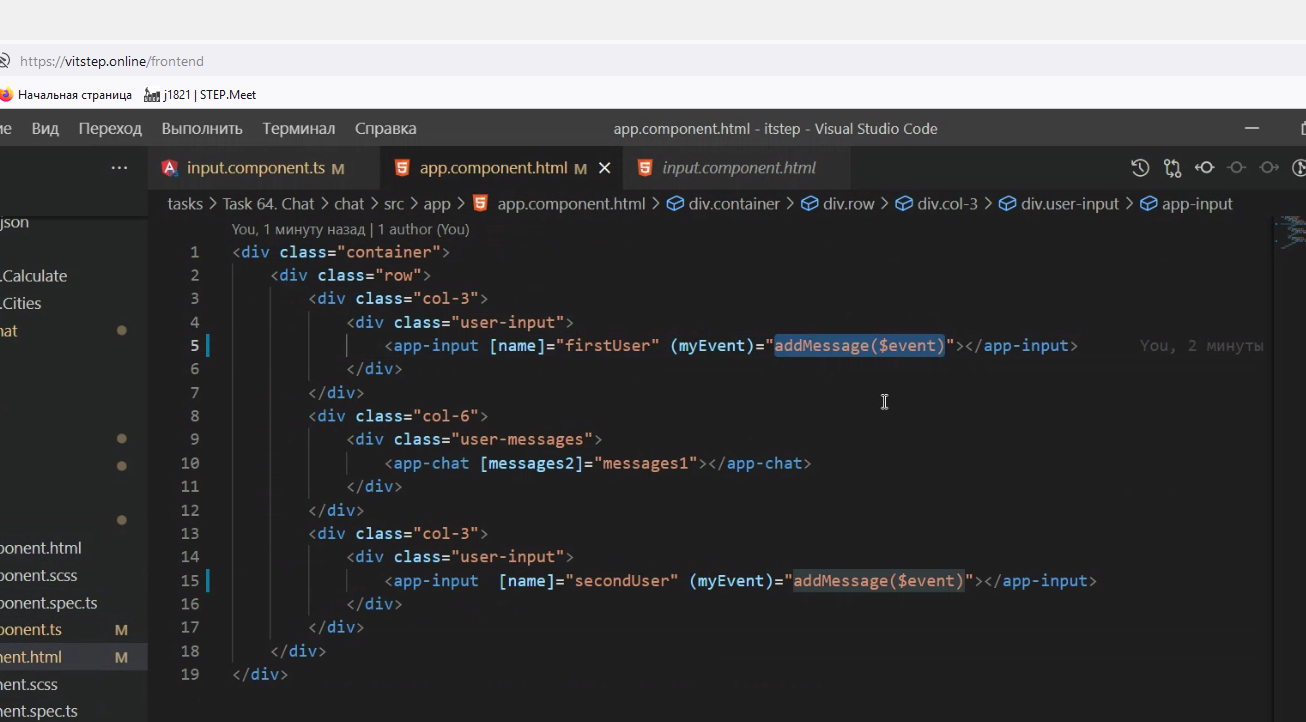 https://vitstep.online/frontend
Начальная страница j1821 | STEP.Meet
Вид Переход Выполнить Терминал Справка app.component.html - itstep - Visual Studio Code
... input.component.ts M app.component.html M input.component.html
tasks > Task 64. Chat > chat > src > app > app.component.html > div.container > div.row > div.col-3 > div.user-input > app-input
json
.Calculate
.Cities
hat
ponent.html
onent.scss
ponent.spec.ts
ponent.ts M
nent.html M
nent.scss
nent.spec.ts
You, 1 минуту назад | 1 author (You)
1 <div class="container">
2 <div class="row">
3 <div class="col-3">
4 <div class="user-input">
5 <app-input [name]="firstUser" (myEvent)="addMessage($event)"></app-input> You, 2 минуты
6 </div>
7 </div>
8 <div class="col-6">
9 <div class="user-messages">
10 <app-chat [messages2]="messages1"></app-chat>
11 </div>
12 </div>
13 <div class="col-3">
14 <div class="user-input">
15 <app-input  [name]="secondUser" (myEvent)="addMessage($event)"></app-input>
16 </div>
17 </div>
18 </div>
19 </div>